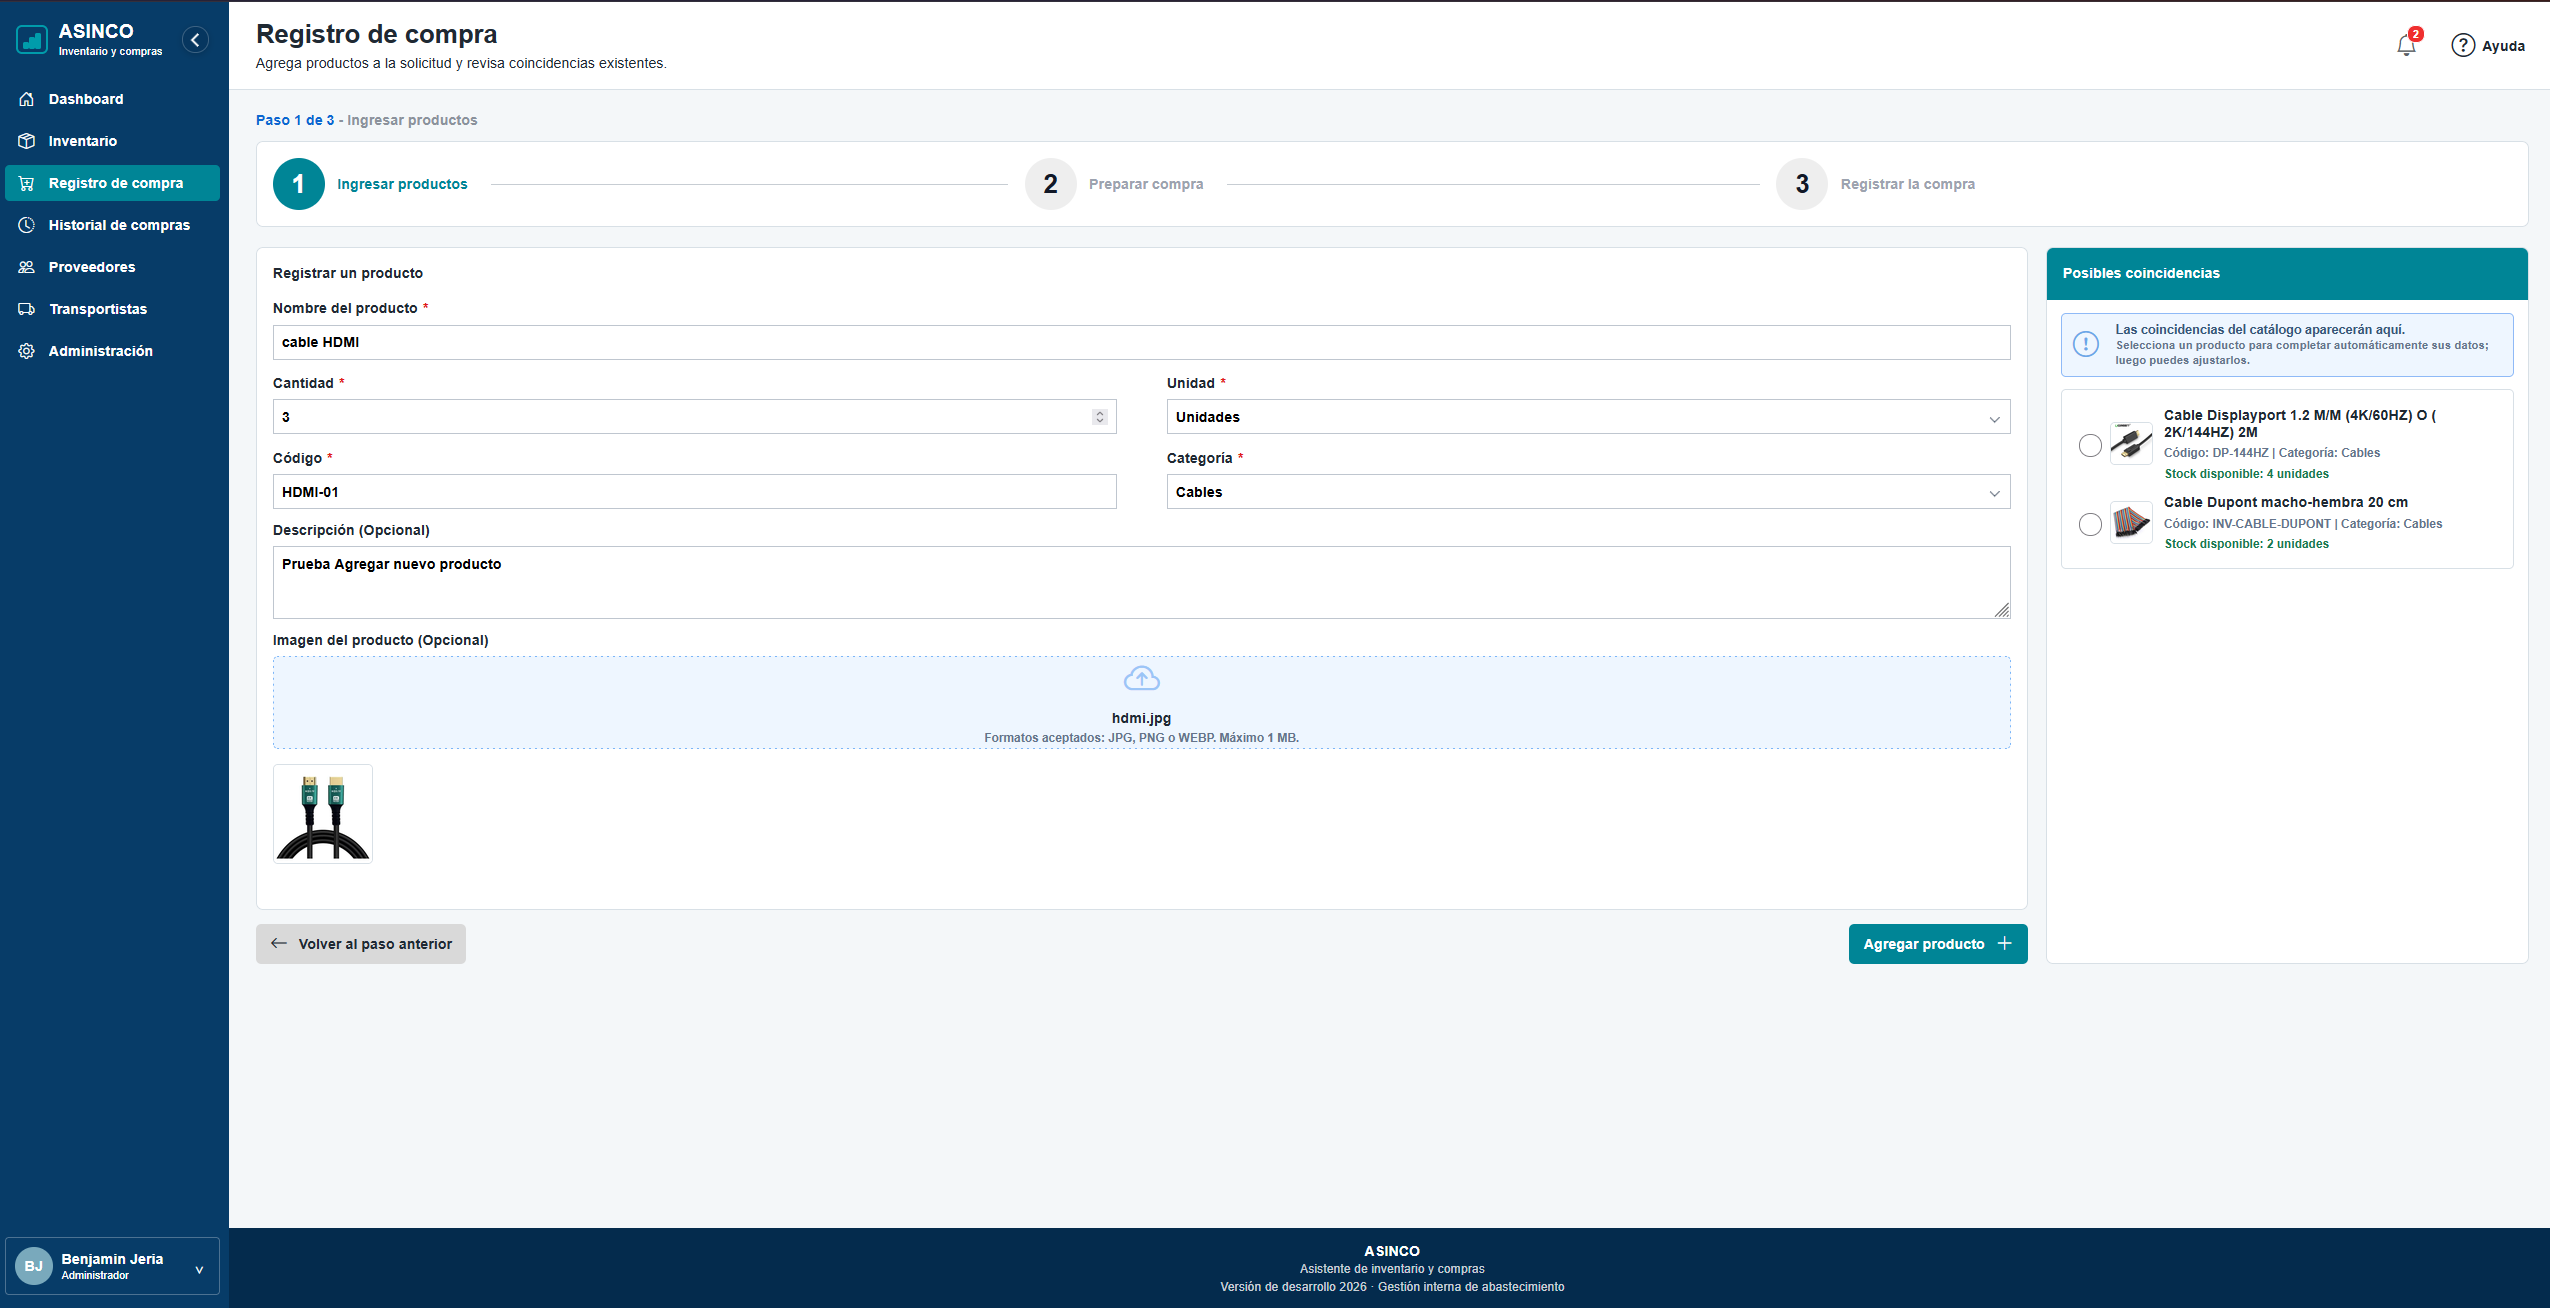 ASINCO
Inventario y compras
Dashboard
Inventario
Registro de compra
Historial de compras
Proveedores
Transportistas
Administración
BJ
Benjamin Jeria
Administrador
Registro de compra
Agrega productos a la solicitud y revisa coincidencias existentes.
2
Ayuda
Paso 1 de 3 - Ingresar productos
1 Ingresar productos
2 Preparar compra
3 Registrar la compra
Registrar un producto
Nombre del producto *
cable HDMI
Cantidad *
3
Unidad *
Unidades
Código *
HDMI-01
Categoría *
Cables
Descripción (Opcional)
Prueba Agregar nuevo producto
Imagen del producto (Opcional)
hdmi.jpg
Formatos aceptados: JPG, PNG o WEBP. Máximo 1 MB.
Volver al paso anterior
Agregar producto
Posibles coincidencias
Las coincidencias del catálogo aparecerán aquí.
Selecciona un producto para completar automáticamente sus datos;
luego puedes ajustarlos.
Cable Displayport 1.2 M/M (4K/60HZ) O (
2K/144HZ) 2M
Código: DP-144HZ | Categoría: Cables
Stock disponible: 4 unidades
Cable Dupont macho-hembra 20 cm
Código: INV-CABLE-DUPONT | Categoría: Cables
Stock disponible: 2 unidades
ASINCO
Asistente de inventario y compras
Versión de desarrollo 2026 · Gestión interna de abastecimiento